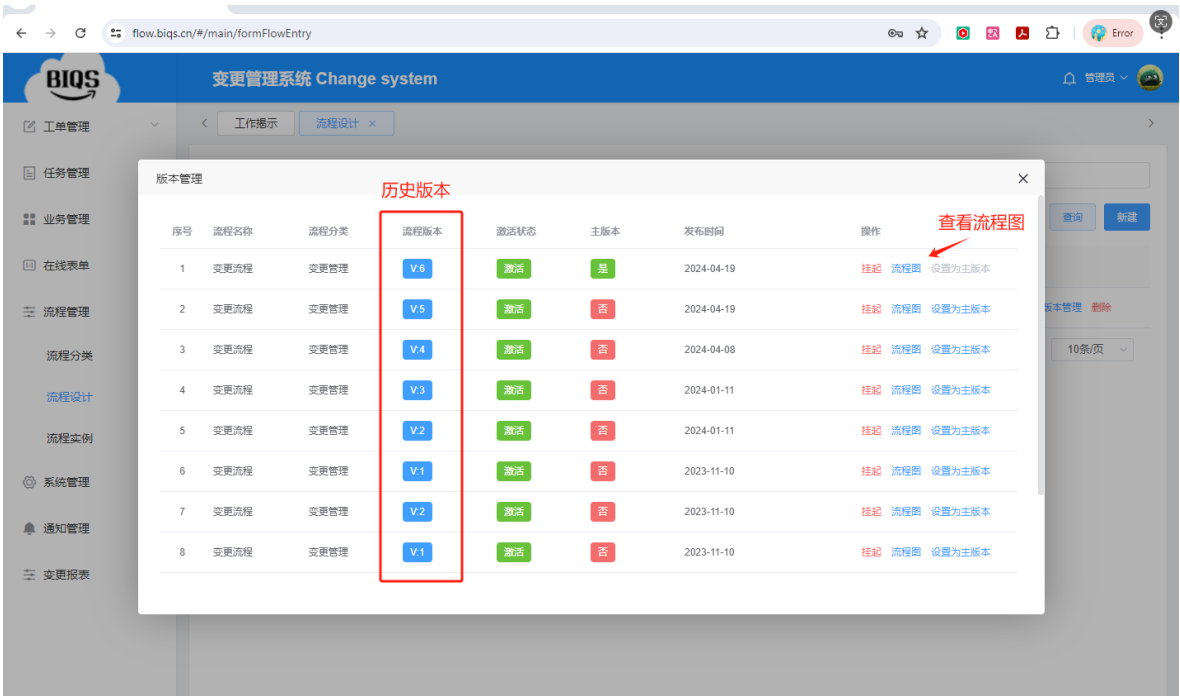 flow.biqs.cn/#/main/formFlowEntry
Error
BIQS
变更管理系统 Change system
管理员
工单管理
工作揭示
流程设计 ×
任务管理
业务管理
在线表单
流程管理
流程分类
流程设计
流程实例
系统管理
通知管理
变更报表
查询
新建
版本管理 删除
10条/页
版本管理
历史版本
查看流程图
序号 流程名称 流程分类 流程版本 激活状态 主版本 发布时间 操作
1 变更流程 变更管理 V:6 激活 是 2024-04-19 挂起 流程图 设置为主版本
2 变更流程 变更管理 V:5 激活 否 2024-04-19 挂起 流程图 设置为主版本
3 变更流程 变更管理 V:4 激活 否 2024-04-08 挂起 流程图 设置为主版本
4 变更流程 变更管理 V:3 激活 否 2024-01-11 挂起 流程图 设置为主版本
5 变更流程 变更管理 V:2 激活 否 2024-01-11 挂起 流程图 设置为主版本
6 变更流程 变更管理 V:1 激活 否 2023-11-10 挂起 流程图 设置为主版本
7 变更流程 变更管理 V:2 激活 否 2023-11-10 挂起 流程图 设置为主版本
8 变更流程 变更管理 V:1 激活 否 2023-11-10 挂起 流程图 设置为主版本